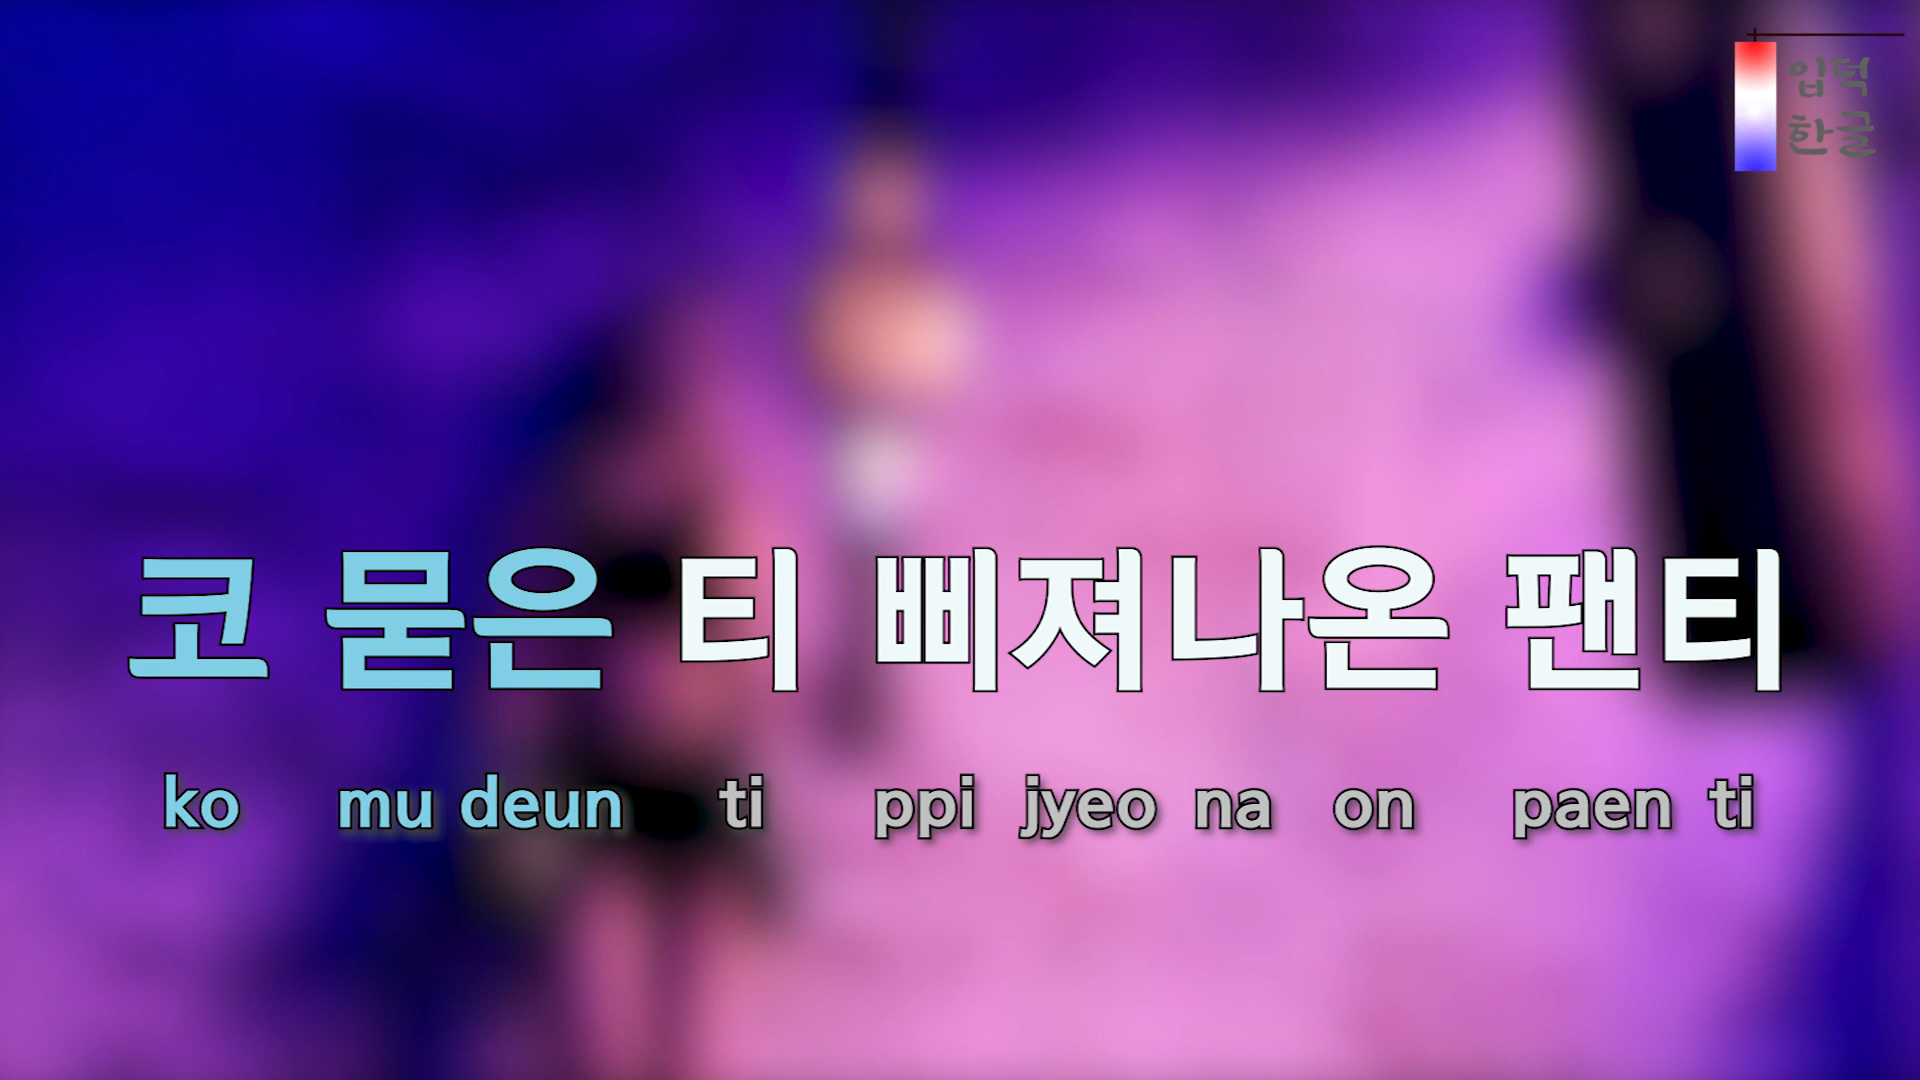 입덕
한글
코 묻은 티 삐져나온 팬티
ko mu deun ti ppi jyeo na on paen ti